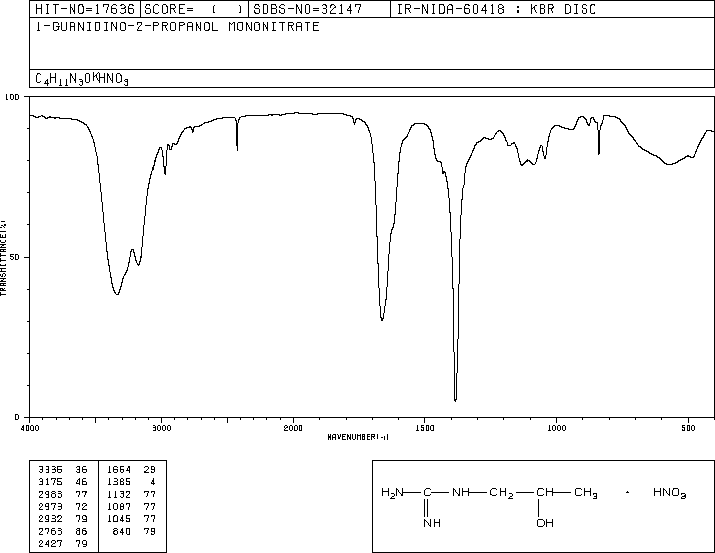 HIT-NO=17636 SCORE= ( ) SDBS-NO=32147 IR-NIDA-60418 : KBR DISC
1-GUANIDINO-2-PROPANOL MONONITRATE
C4H11N3O·HNO3
100
50
0
TRANSMITTANCE(%)
4000 3000 2000 1500 1000
WAVENUMBER(-1)
3335 36 1664 29
3175 46 1385 4
2983 77 1132 77
2973 72 1087 77
2932 79 1045 77
2763 86 840 79
2427 79
H2N—C—NH—CH2—CH—CH3 · HNO3
NH OH